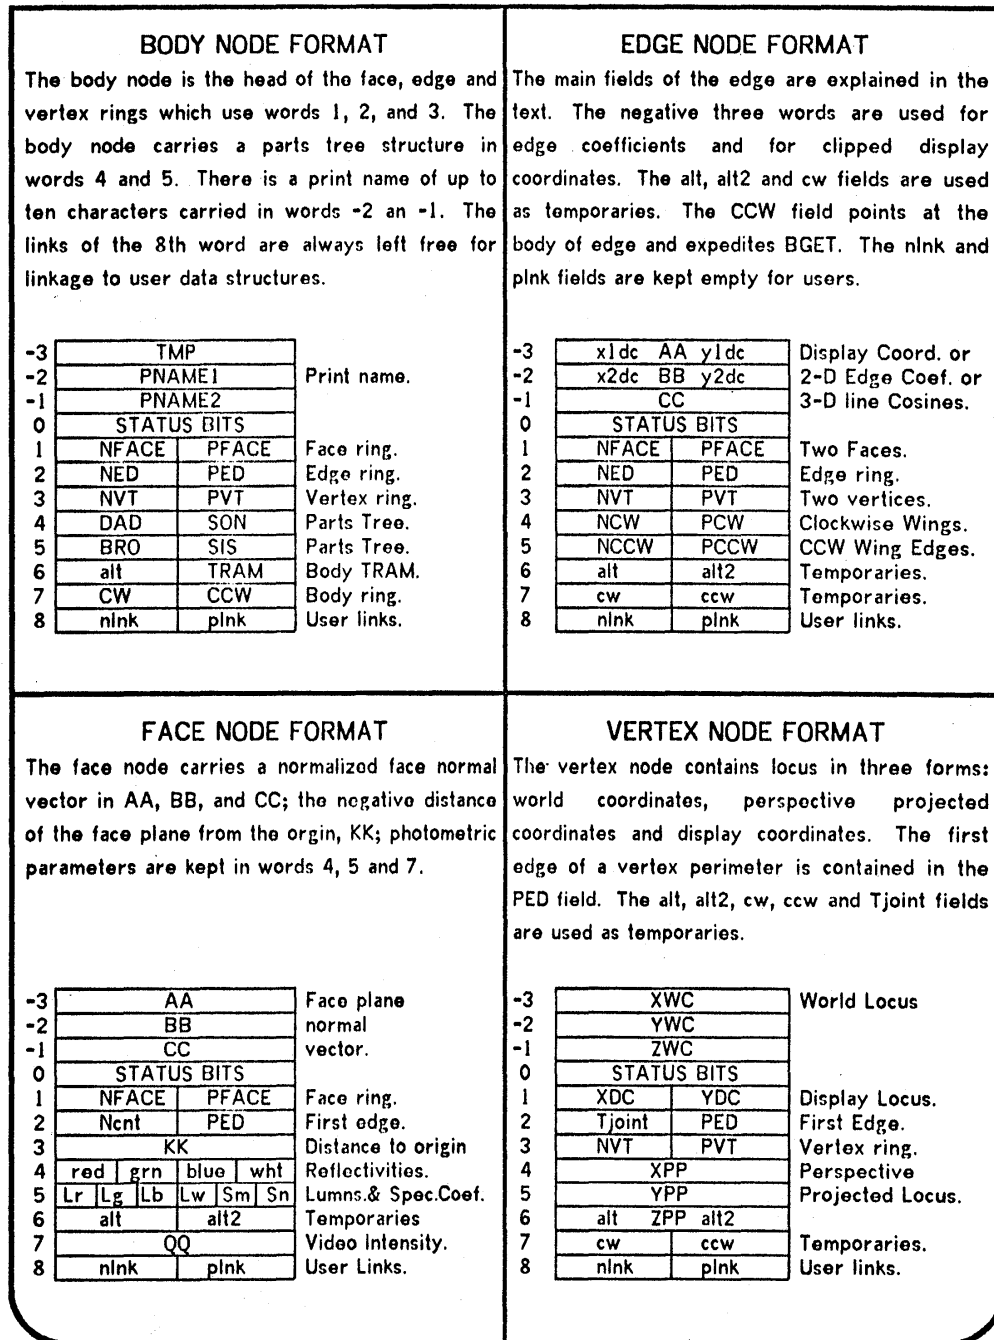 BODY NODE FORMAT
The body node is the head of the face, edge and
vertex rings which use words 1, 2, and 3. The
body node carries a parts tree structure in
words 4 and 5. There is a print name of up to
ten characters carried in words -2 an -1. The
links of the 8th word are always left free for
linkage to user data structures.
-3 TMP
-2 PNAME1 Print name.
-1 PNAME2
0 STATUS BITS
1 NFACE PFACE Face ring.
2 NED PED Edge ring.
3 NVT PVT Vertex ring.
4 DAD SON Parts Tree.
5 BRO SIS Parts Tree.
6 alt TRAM Body TRAM.
7 CW CCW Body ring.
8 nlnk plnk User links.
EDGE NODE FORMAT
The main fields of the edge are explained in the
text. The negative three words are used for
edge coefficients and for clipped display
coordinates. The alt, alt2 and cw fields are used
as temporaries. The CCW field points at the
body of edge and expedites BGET. The nlnk and
plnk fields are kept empty for users.
-3 x1dc AA y1dc Display Coord. or
-2 x2dc BB y2dc 2-D Edge Coef. or
-1 CC 3-D line Cosines.
0 STATUS BITS
1 NFACE PFACE Two Faces.
2 NED PED Edge ring.
3 NVT PVT Two vertices.
4 NCW PCW Clockwise Wings.
5 NCCW PCCW CCW Wing Edges.
6 alt alt2 Temporaries.
7 cw ccw Temporaries.
8 nlnk plnk User links.
FACE NODE FORMAT
The face node carries a normalized face normal
vector in AA, BB, and CC; the negative distance
of the face plane from the orgin, KK; photometric
parameters are kept in words 4, 5 and 7.
-3 AA Face plane
-2 BB normal
-1 CC vector.
0 STATUS BITS
1 NFACE PFACE Face ring.
2 Ncnt PED First edge.
3 KK Distance to origin
4 red grn blue wht Reflectivities.
5 Lr Lg Lb Lw Sm Sn Lumns.& Spec.Coef.
6 alt alt2 Temporaries
7 QQ Video Intensity.
8 nlnk plnk User Links.
VERTEX NODE FORMAT
The vertex node contains locus in three forms:
world coordinates, perspective projected
coordinates and display coordinates. The first
edge of a vertex perimeter is contained in the
PED field. The alt, alt2, cw, ccw and Tjoint fields
are used as temporaries.
-3 XWC World Locus
-2 YWC
-1 ZWC
0 STATUS BITS
1 XDC YDC Display Locus.
2 Tjoint PED First Edge.
3 NVT PVT Vertex ring.
4 XPP Perspective
5 YPP Projected Locus.
6 alt ZPP alt2
7 cw ccw Temporaries.
8 nlnk plnk User links.